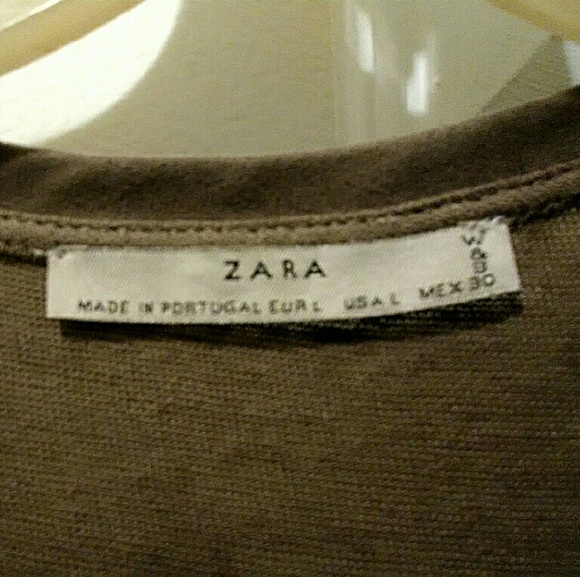 ZARA
MADE IN PORTUGAL EUR L USA L MEX 30